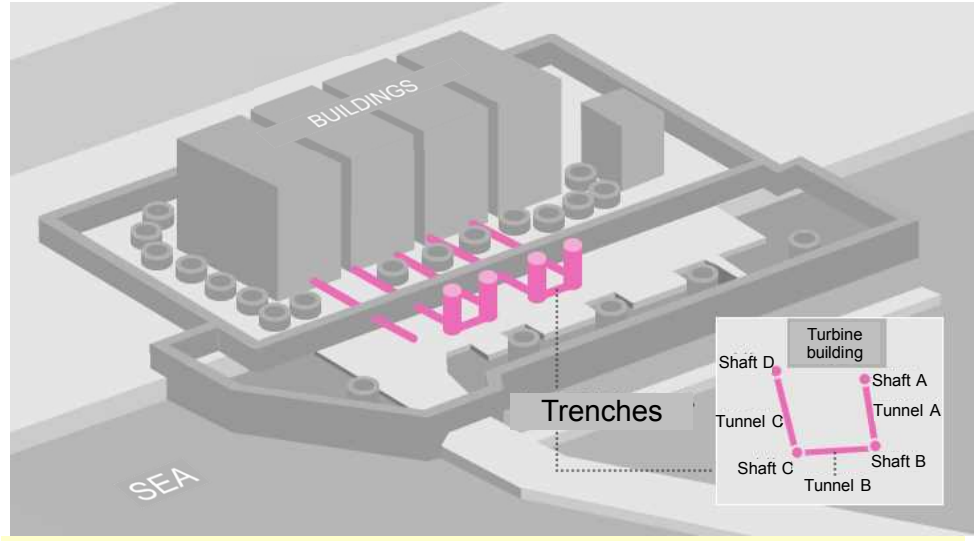 BUILDINGS
Trenches
SEA
Turbine
building
Shaft D
Shaft A
Tunnel C
Tunnel A
Shaft C
Shaft B
Tunnel B